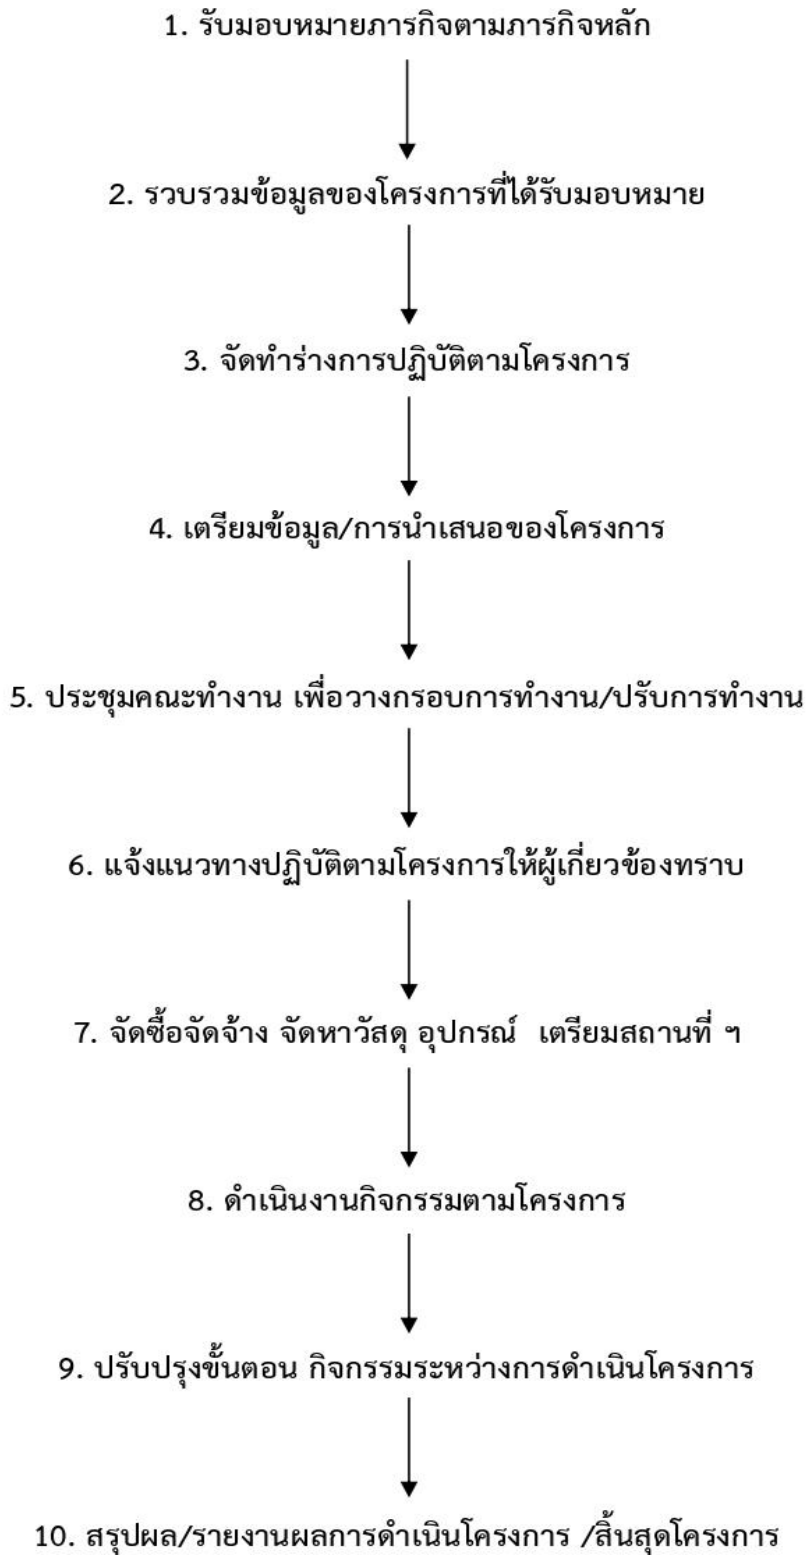 1. รับมอบหมายภารกิจตามภารกิจหลัก
2. รวบรวมข้อมูลของโครงการที่ได้รับมอบหมาย
3. จัดทำร่างการปฏิบัติตามโครงการ
4. เตรียมข้อมูล/การนำเสนอของโครงการ
5. ประชุมคณะทำงาน เพื่อวางกรอบการทำงาน/ปรับการทำงาน
6. แจ้งแนวทางปฏิบัติตามโครงการให้ผู้เกี่ยวข้องทราบ
7. จัดซื้อจัดจ้าง จัดหาวัสดุ อุปกรณ์ เตรียมสถานที่ ฯ
8. ดำเนินงานกิจกรรมตามโครงการ
9. ปรับปรุงขั้นตอน กิจกรรมระหว่างการดำเนินโครงการ
10. สรุปผล/รายงานผลการดำเนินโครงการ /สิ้นสุดโครงการ